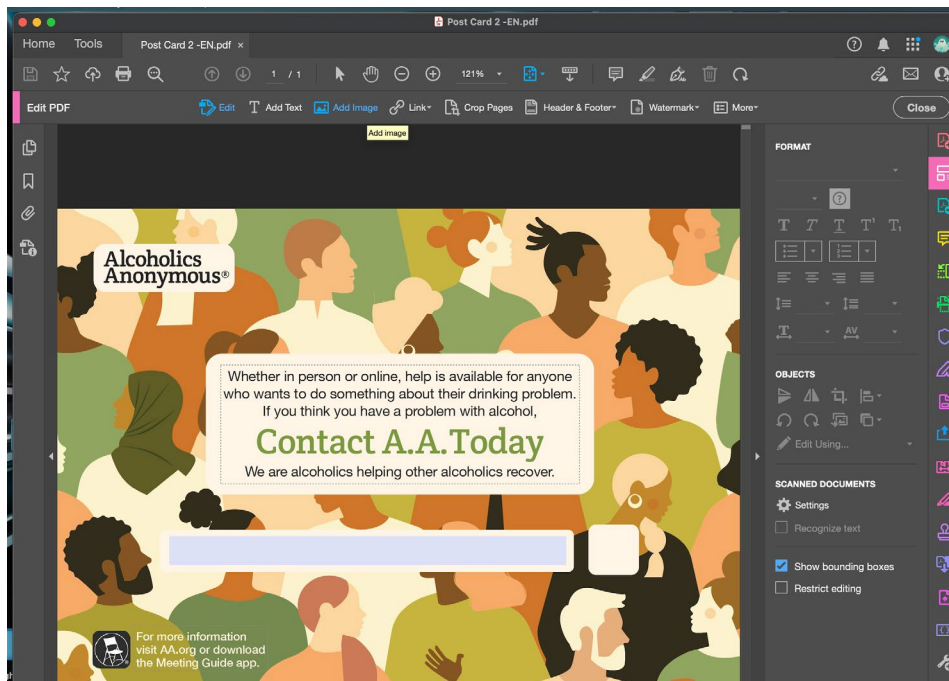 Post Card 2 -EN.pdf
Home
Tools
Post Card 2 -EN.pdf ×
1 / 1
121%
Edit PDF
Edit
Add Text
Add Image
Link
Crop Pages
Header & Footer
Watermark
More
Close
Add image
FORMAT
Alcoholics
Anonymous®
Whether in person or online, help is available for anyone
who wants to do something about their drinking problem.
If you think you have a problem with alcohol,
Contact A.A. Today
We are alcoholics helping other alcoholics recover.
For more information
visit AA.org or download
the Meeting Guide app.
OBJECTS
Edit Using...
SCANNED DOCUMENTS
Settings
Recognize text
Show bounding boxes
Restrict editing